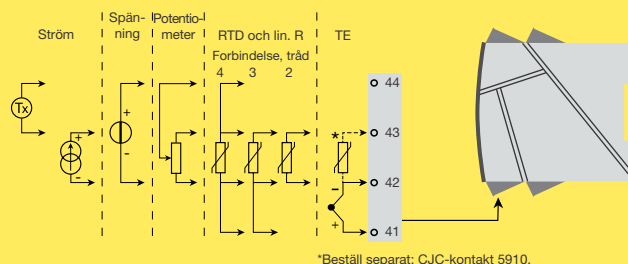 Ström
Spän-
ning
Potentio-
meter
RTD och lin. R
Forbindelse, tråd
4 3 2
TE
Tx
+
-
+
-
*
–
+
44
43
42
41
*Beställ separat: CJC-kontakt 5910.